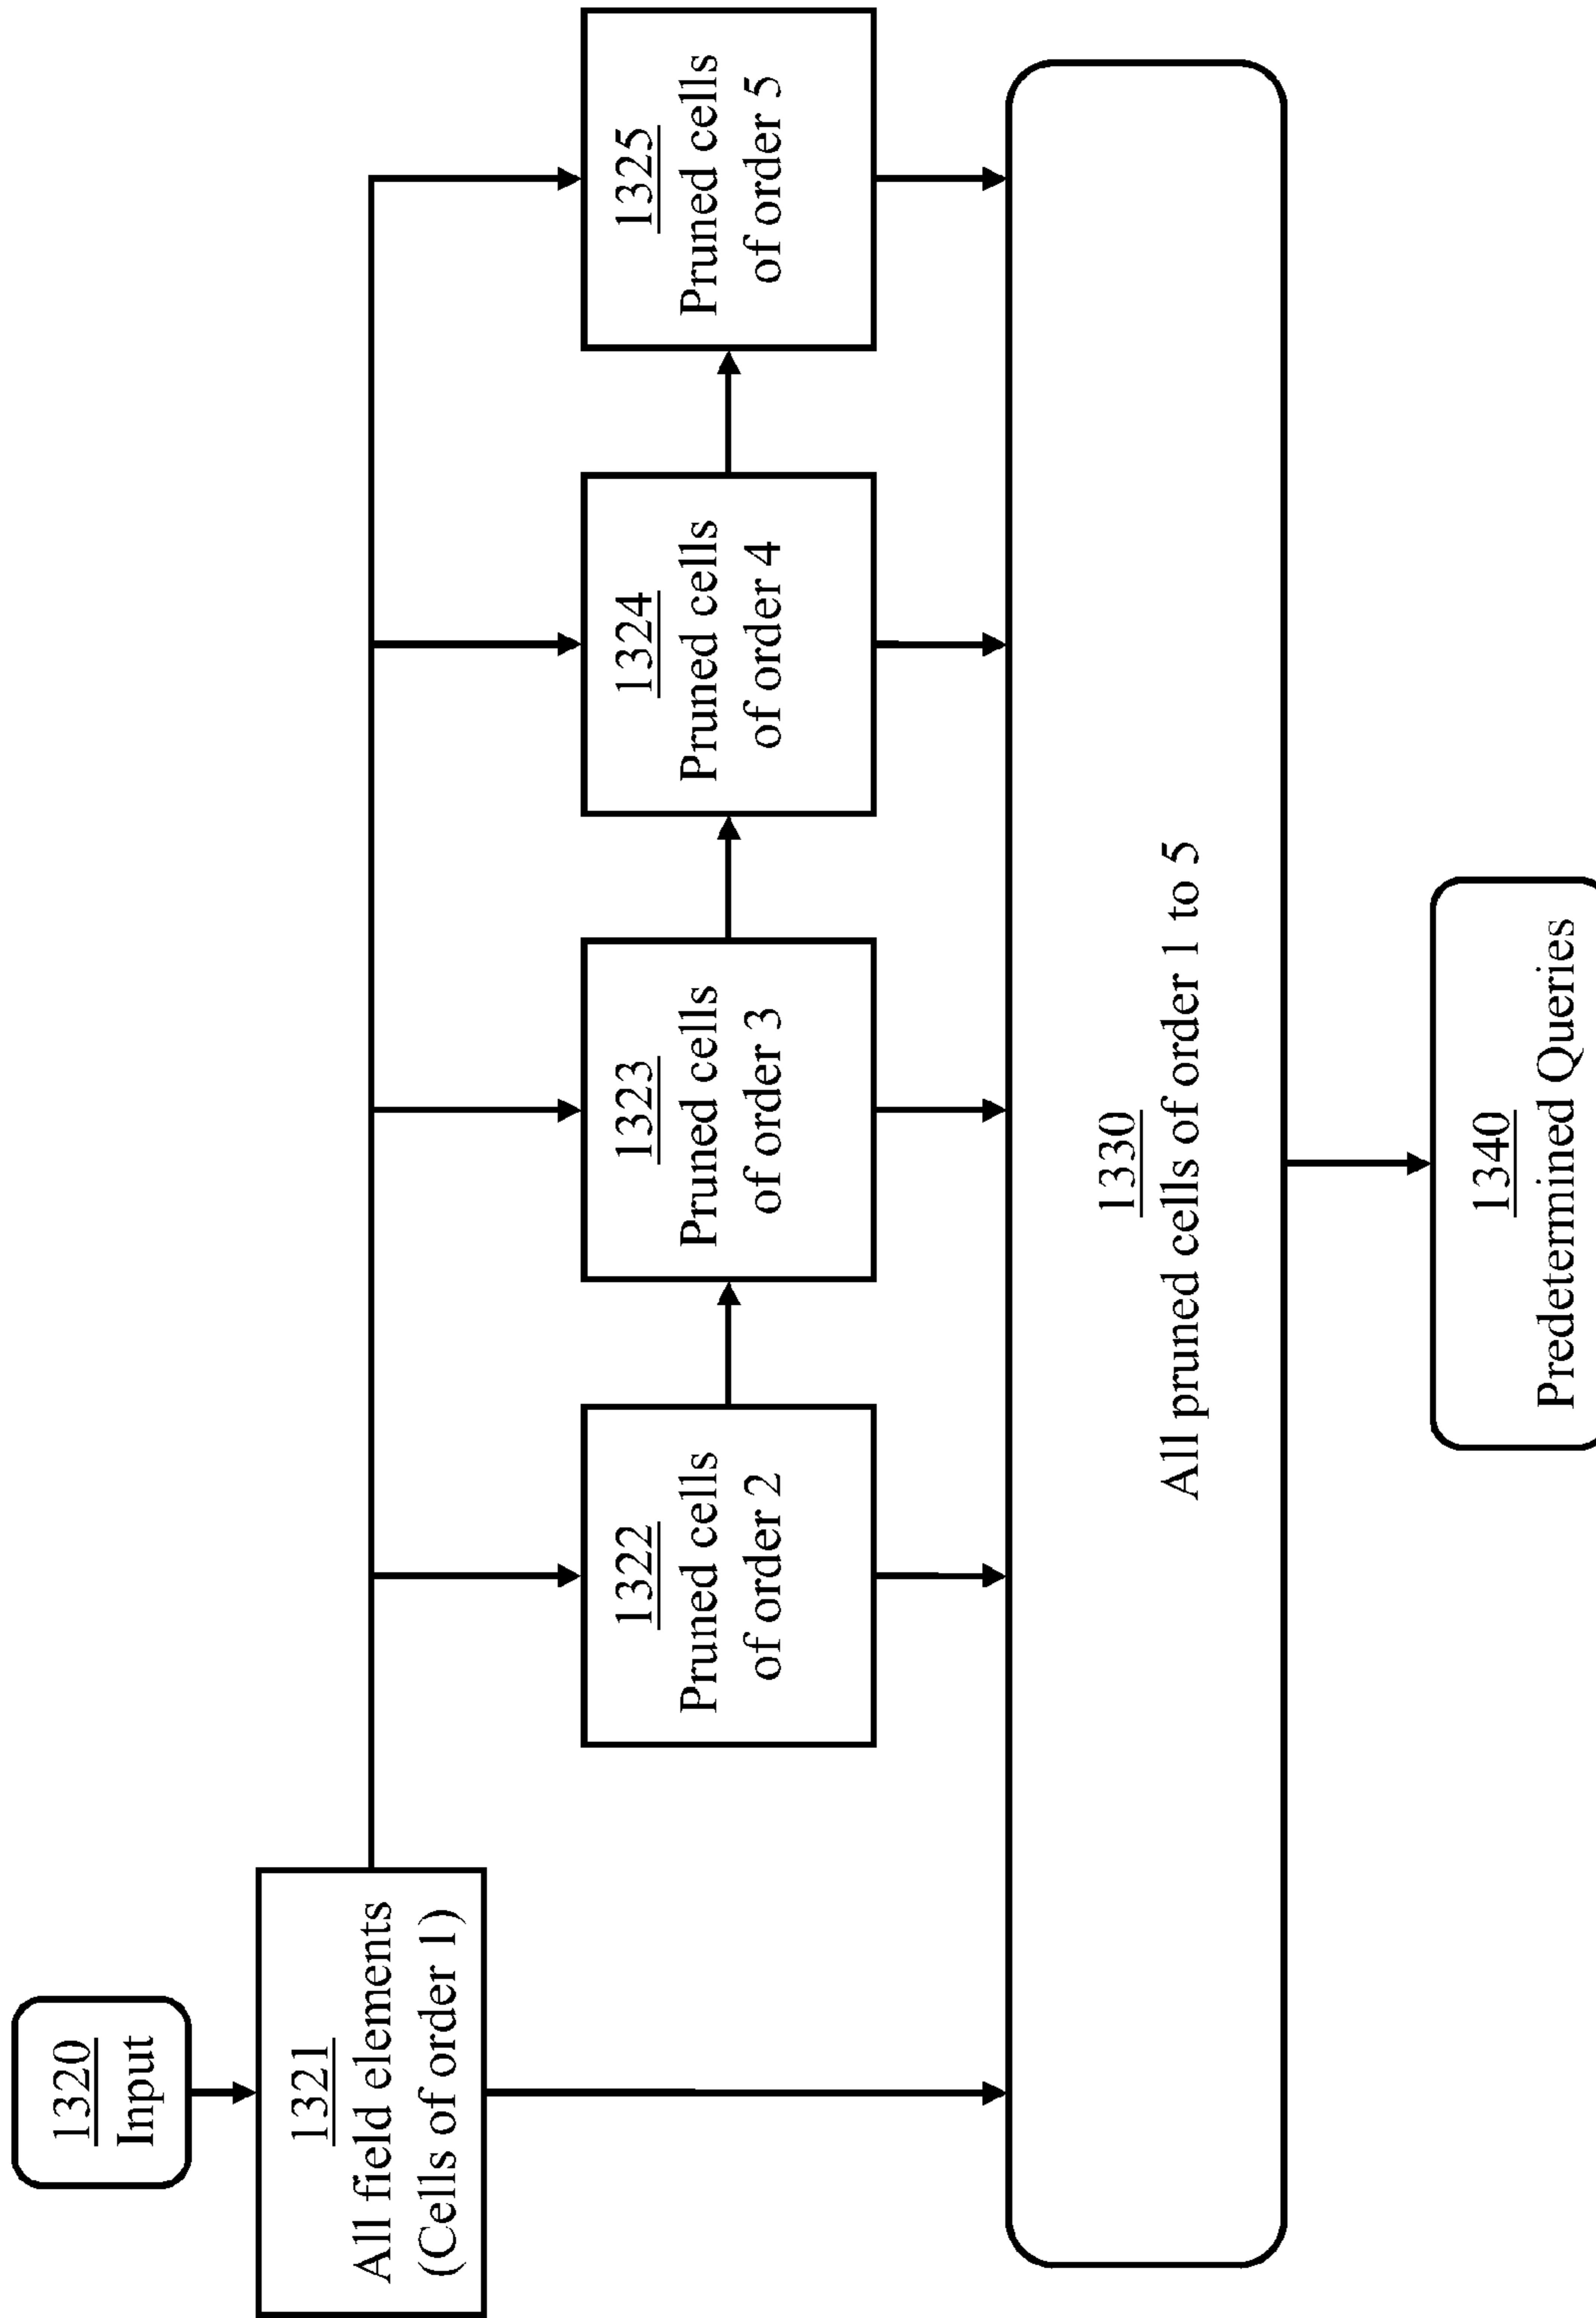 1320
Input
1321
All field elements
(Cells of order 1)
1322
Pruned cells
of order 2
1323
Pruned cells
of order 3
1324
Pruned cells
of order 4
1325
Pruned cells
of order 5
1330
All pruned cells of order 1 to 5
1340
Predetermined Queries